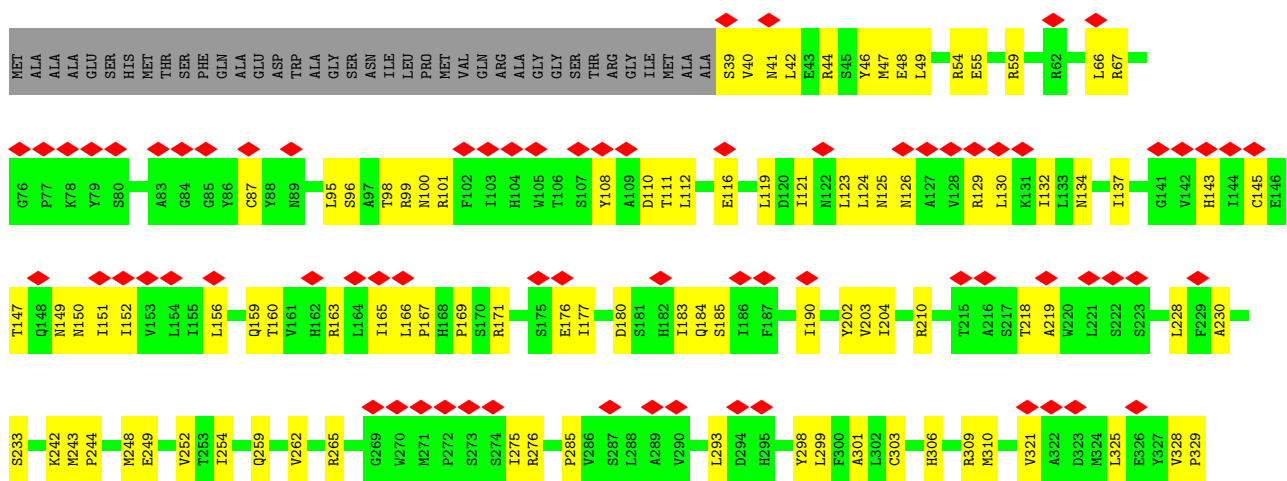 MET ALA ALA ALA GLU SER HIS MET THR SER PHE GLN ALA GLU ASP TRP ALA GLY SER ASN ILE LEU PRO MET VAL GLN ARG ALA GLY GLY SER THR ARG GLY ILE MET ALA ALA S39 V40 N41 L42 E43 R44 S45 Y46 M47 E48 L49 R54 E55 R59 R62 L66 R67
G76 P77 K78 Y79 S80 A83 G84 G85 Y86 C87 Y88 N89 L95 S96 A97 T98 R99 N100 R101 F102 I103 H104 W105 T106 S107 Y108 A109 D110 T111 L112 E116 L119 D120 I121 N122 L123 L124 N125 N126 A127 V128 R129 L130 K131 I132 L133 N134 I137 G141 V142 H143 I144 C145 E146
T147 Q148 N149 N150 I151 I152 V153 L154 I155 L156 Q159 T160 V161 H162 R163 L164 I165 L166 P167 H168 P169 S170 R171 S175 E176 I177 D180 S181 H182 I183 Q184 S185 I186 F187 I190 Y202 V203 I204 R210 T215 A216 S217 T218 A219 W220 L221 S222 S223 L228 F229 A230
S233 K242 M243 P244 M248 E249 V252 T253 I254 Q259 V262 R265 G269 W270 M271 P272 S273 S274 I275 R276 P285 V286 S287 L288 A289 V290 L293 D294 H295 Y298 L299 F300 A301 L302 C303 H306 R309 M310 V321 A322 D323 M324 L325 E326 Y327 V328 P329